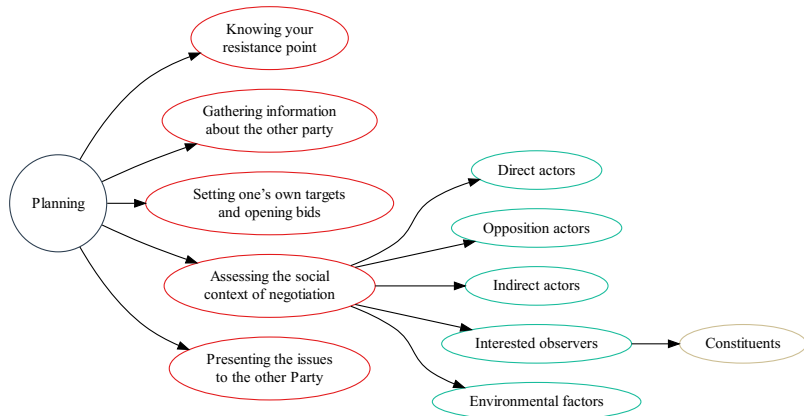 Planning
Knowing your
resistance point
Gathering information
about the other party
Setting one’s own targets
and opening bids
Assessing the social
context of negotiation
Presenting the issues
to the other Party
Direct actors
Opposition actors
Indirect actors
Interested observers
Environmental factors
Constituents